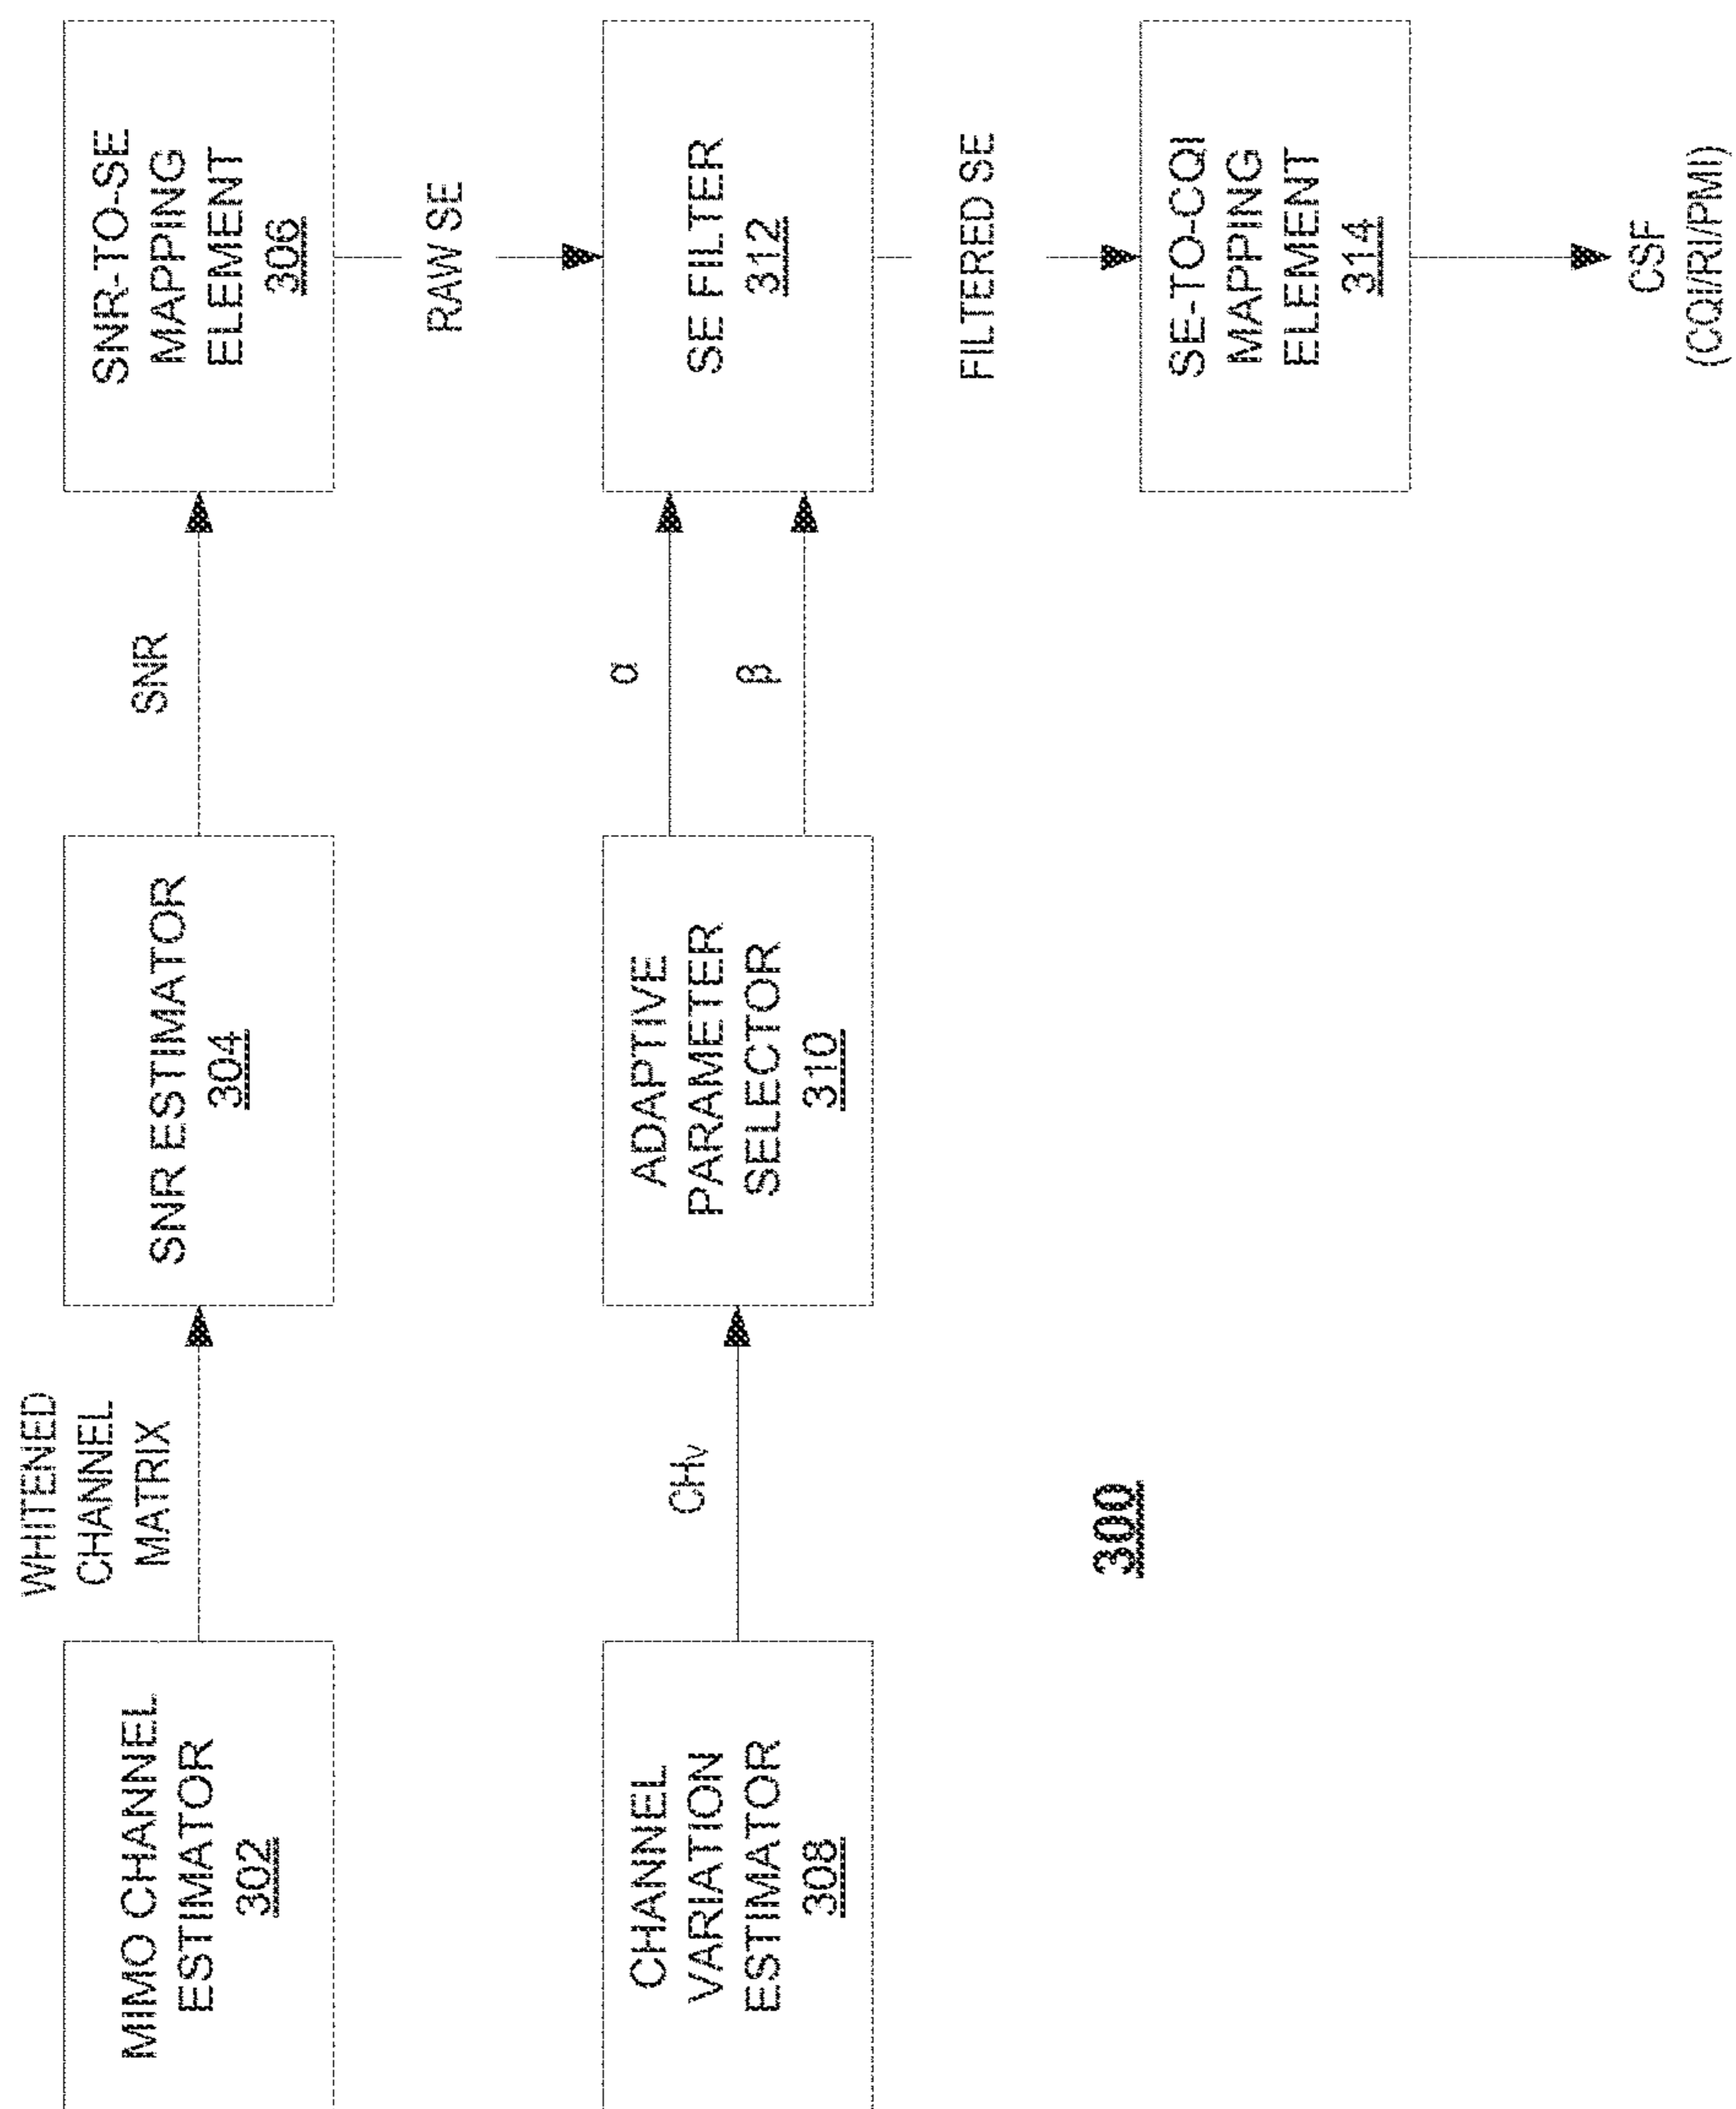 MIMO CHANNEL
ESTIMATOR
302
WHITENED
CHANNEL
MATRIX
SNR ESTIMATOR
304
SNR
SNR-TO-SE
MAPPING
ELEMENT
306
RAW SE
CHANNEL
VARIATION
ESTIMATOR
308
CHv
ADAPTIVE
PARAMETER
SELECTOR
310
α
β
SE FILTER
312
FILTERED SE
SE-TO-CQI
MAPPING
ELEMENT
314
CSF
(CQI/RI/PMI)
300